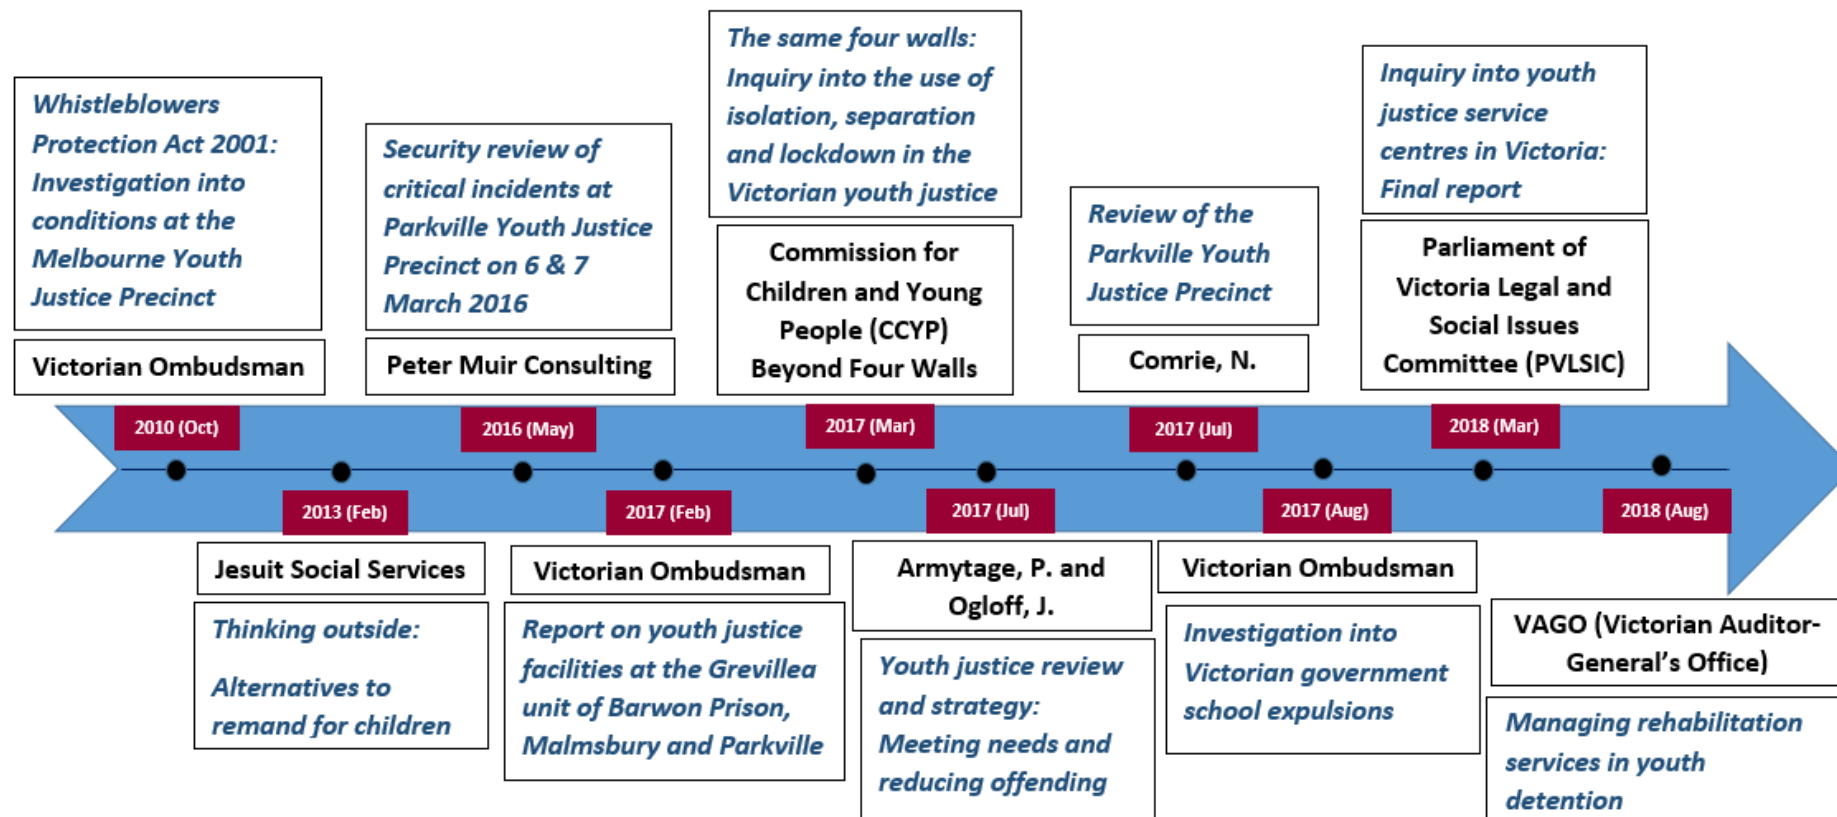 Whistleblowers
Protection Act 2001:
Investigation into
conditions at the
Melbourne Youth
Justice Precinct
Victorian Ombudsman
2010 (Oct)
Security review of
critical incidents at
Parkville Youth Justice
Precinct on 6 & 7
March 2016
Peter Muir Consulting
2016 (May)
The same four walls:
Inquiry into the use of
isolation, separation
and lockdown in the
Victorian youth justice
Commission for
Children and Young
People (CCYP)
Beyond Four Walls
2017 (Mar)
Review of the
Parkville Youth
Justice Precinct
Comrie, N.
2017 (Jul)
Inquiry into youth
justice service
centres in Victoria:
Final report
Parliament of
Victoria Legal and
Social Issues
Committee (PVLSIC)
2018 (Mar)
2013 (Feb)
Jesuit Social Services
Thinking outside:
Alternatives to
remand for children
2017 (Feb)
Victorian Ombudsman
Report on youth justice
facilities at the Grevillea
unit of Barwon Prison,
Malmsbury and Parkville
2017 (Jul)
Armytage, P. and
Ogloff, J.
Youth justice review
and strategy:
Meeting needs and
reducing offending
2017 (Aug)
Victorian Ombudsman
Investigation into
Victorian government
school expulsions
2018 (Aug)
VAGO (Victorian Auditor-
General’s Office)
Managing rehabilitation
services in youth
detention